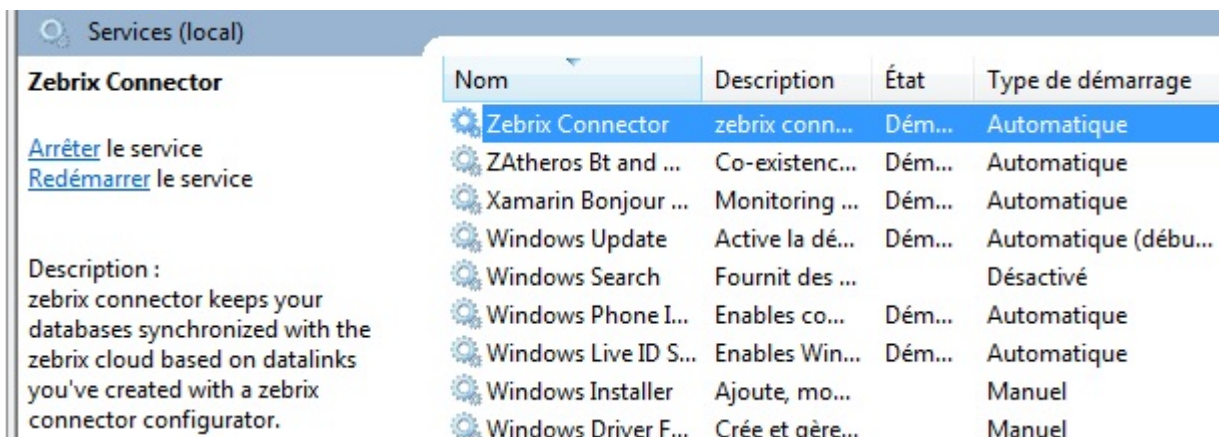 Services (local)
Zebrix Connector
Arrêter le service
Redémarrer le service
Description :
zebrix connector keeps your
databases synchronized with the
zebrix cloud based on datalinks
you've created with a zebrix
connector configurator.
Nom Description État Type de démarrage
Zebrix Connector zebrix conn... Dém... Automatique
ZAtheros Bt and ... Co-existenc... Dém... Automatique
Xamarin Bonjour ... Monitoring ... Dém... Automatique
Windows Update Active la dé... Dém... Automatique (débu...
Windows Search Fournit des ... Désactivé
Windows Phone I... Enables co... Dém... Automatique
Windows Live ID S... Enables Win... Dém... Automatique
Windows Installer Ajoute, mo... Manuel
Windows Driver F... Crée et gère... Manuel